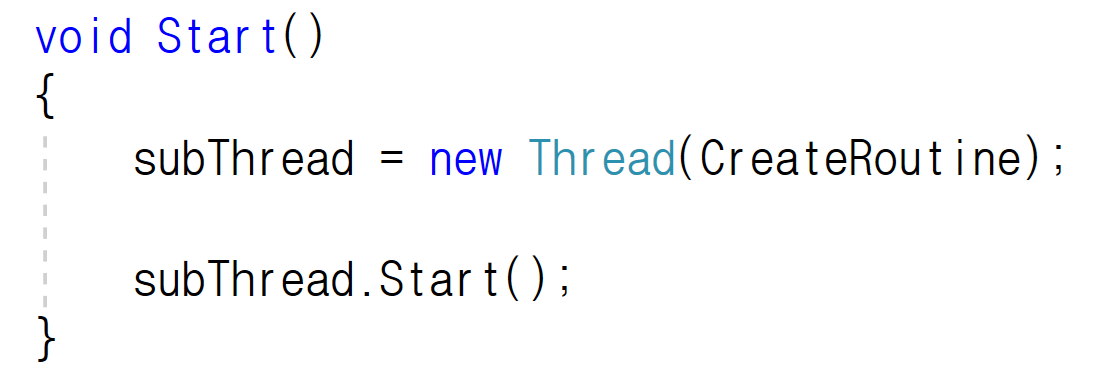 void Start()
{
subThread = new Thread(CreateRoutine);
subThread.Start();
}